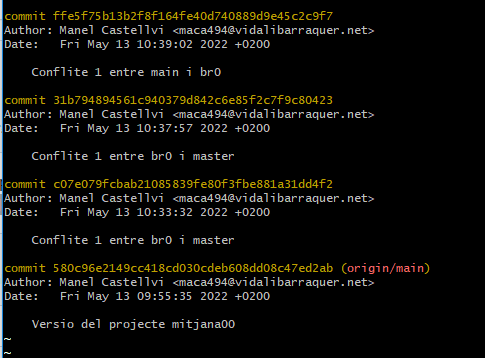 commit ffe5f75b13b2f8f164fe40d740889d9e45c2c9f7
Author: Manel Castellvi <maca494@vidalibarraquer.net>
Date:   Fri May 13 10:39:02 2022 +0200
Conflite 1 entre main i br0
commit 31b794894561c940379d842c6e85f2c7f9c80423
Author: Manel Castellvi <maca494@vidalibarraquer.net>
Date:   Fri May 13 10:37:57 2022 +0200
Conflite 1 entre br0 i master
commit c07e079fcbab21085839fe80f3fbe881a31dd4f2
Author: Manel Castellvi <maca494@vidalibarraquer.net>
Date:   Fri May 13 10:33:32 2022 +0200
Conflite 1 entre br0 i master
commit 580c96e2149cc418cd030cdeb608dd08c47ed2ab (origin/main)
Author: Manel Castellvi <maca494@vidalibarraquer.net>
Date:   Fri May 13 09:55:35 2022 +0200
Versio del projecte mitjana00
~
~